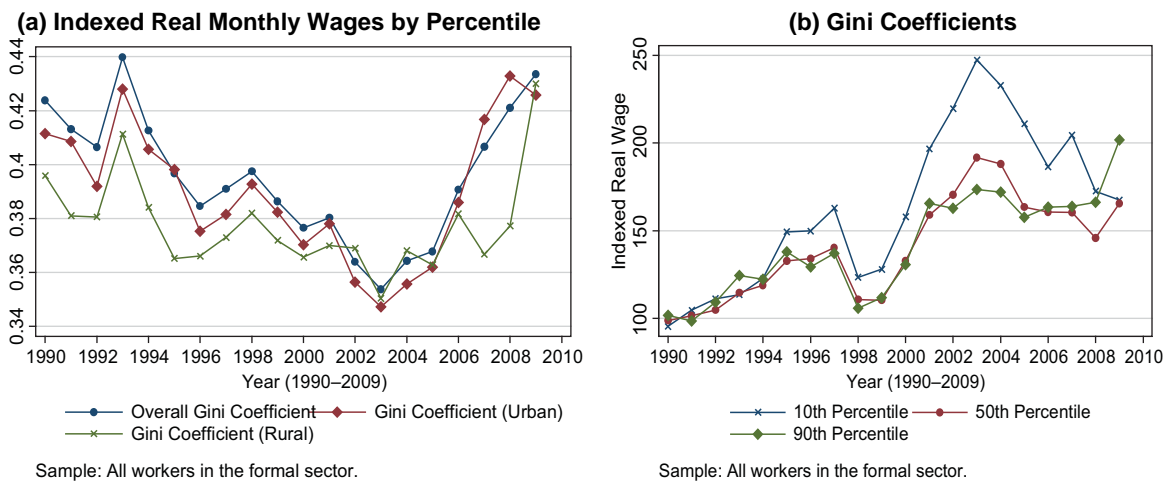 (a) Indexed Real Monthly Wages by Percentile
0.44
0.42
0.4
0.38
0.36
0.34
1990 1992 1994 1996 1998 2000 2002 2004 2006 2008 2010
Year (1990–2009)
Overall Gini Coefficient Gini Coefficient (Urban)
Gini Coefficient (Rural)
Sample: All workers in the formal sector.
(b) Gini Coefficients
Indexed Real Wage
250
200
150
100
1990 1992 1994 1996 1998 2000 2002 2004 2006 2008 2010
Year (1990–2009)
10th Percentile 50th Percentile
90th Percentile
Sample: All workers in the formal sector.